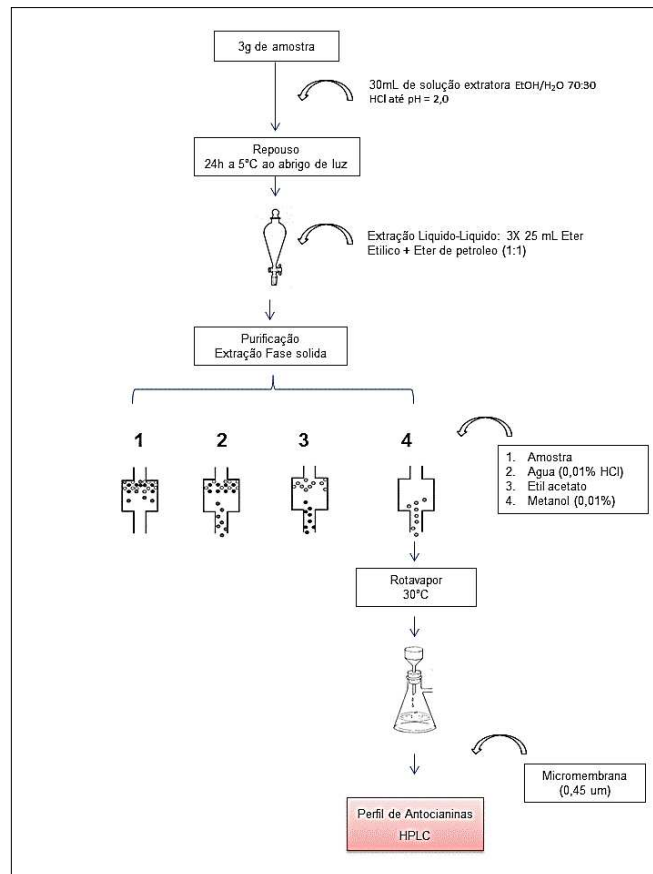 3g de amostra
30mL de solução extratora EtOH/H₂O 70:30
HCl até pH = 2,0
Repouso
24h a 5°C ao abrigo de luz
Extração Liquido-Liquido: 3X 25 mL Eter
Etilico + Eter de petroleo (1:1)
Purificação
Extração Fase solida
1 2 3 4
1. Amostra
2. Agua (0,01% HCl)
3. Etil acetato
4. Metanol (0,01%)
Rotavapor
30°C
Micromembrana
(0,45 um)
Perfil de Antocianinas
HPLC